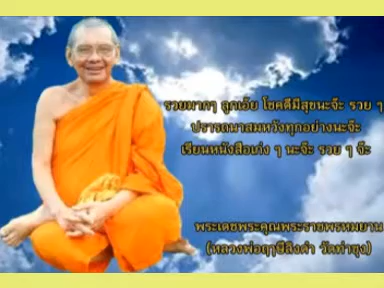 รวยมากๆ ลูกเอ้ย โชคดีมีสุขนะจ๊ะ รวย ๆ
ปรารถนาสมหวังทุกอย่างนะจ๊ะ
เรียนหนังสือเก่ง ๆ นะจ๊ะ รวย ๆ จ๊ะ
พระเดชพระคุณพระราชพรหมยาน
(หลวงพ่อฤๅษีลิงดำ วัดท่าซุง)